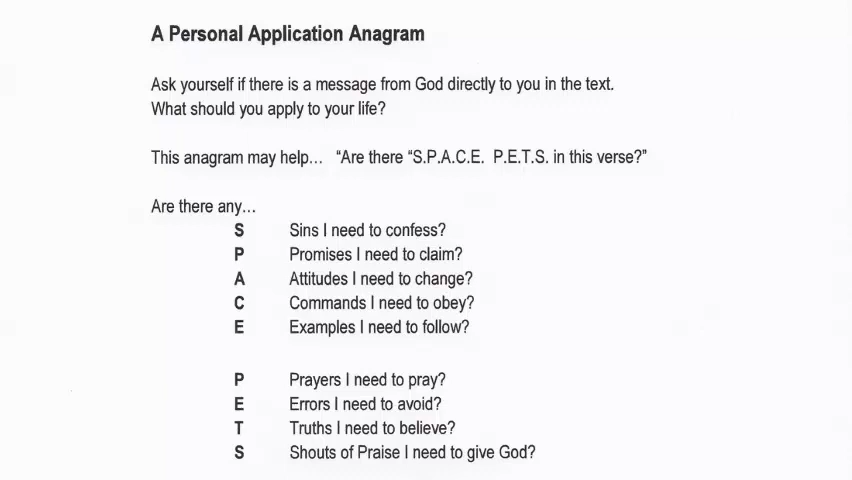 A Personal Application Anagram
Ask yourself if there is a message from God directly to you in the text.
What should you apply to your life?
This anagram may help... “Are there “S.P.A.C.E. P.E.T.S. in this verse?”
Are there any...
S Sins I need to confess?
P Promises I need to claim?
A Attitudes I need to change?
C Commands I need to obey?
E Examples I need to follow?
P Prayers I need to pray?
E Errors I need to avoid?
T Truths I need to believe?
S Shouts of Praise I need to give God?